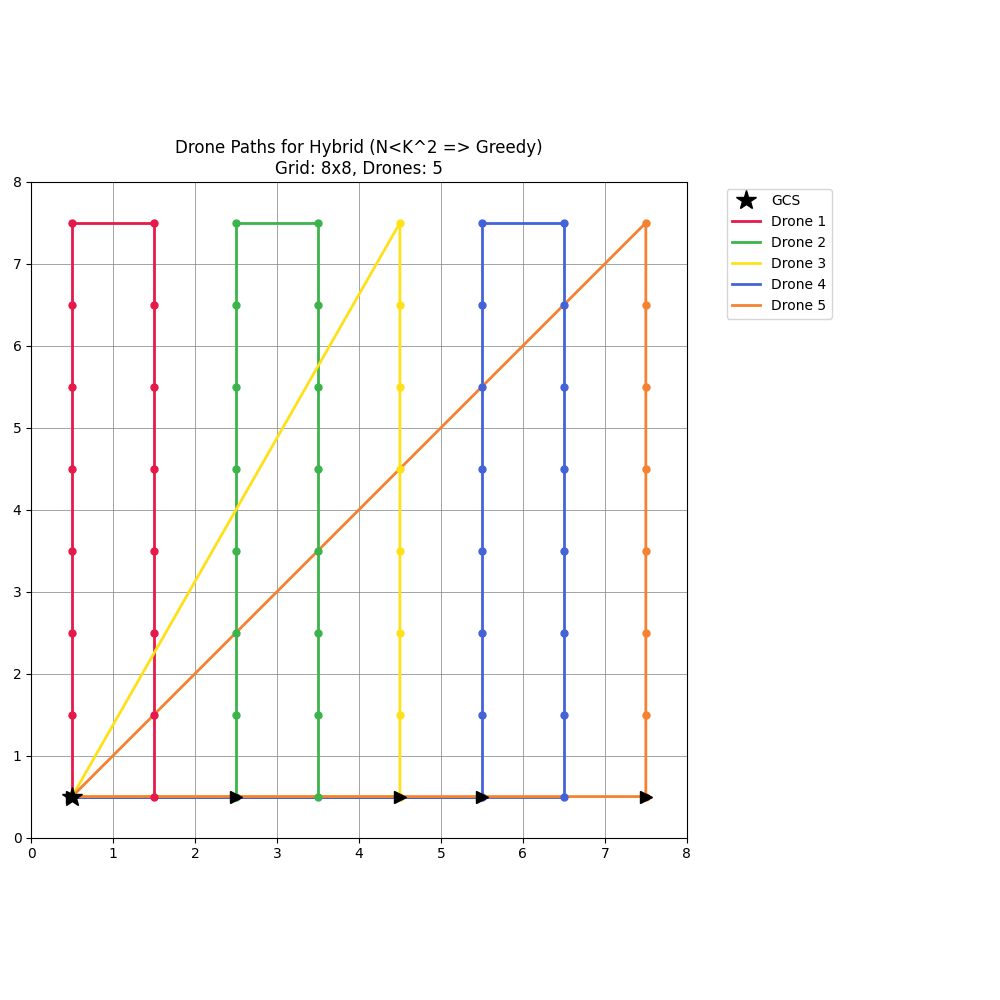 Drone Paths for Hybrid (N<K^2 => Greedy)
Grid: 8x8, Drones: 5
GCS
Drone 1
Drone 2
Drone 3
Drone 4
Drone 5
8
7
6
5
4
3
2
1
0
0 1 2 3 4 5 6 7 8